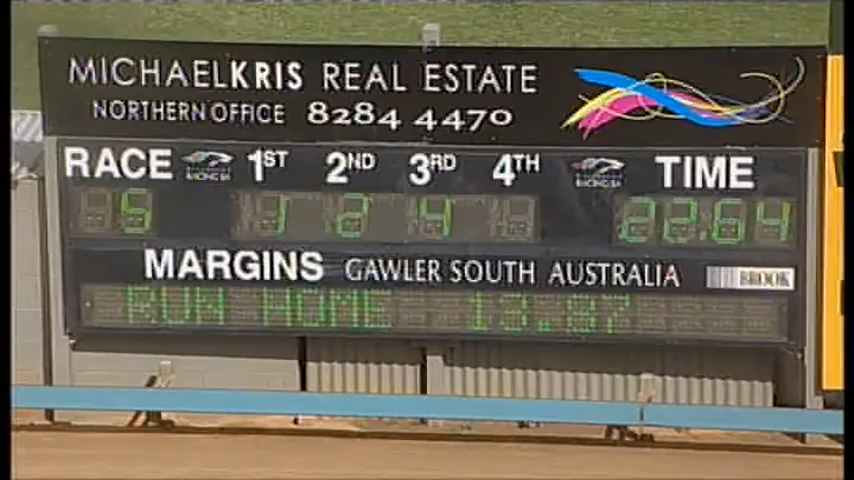 MICHAELKRIS REAL ESTATE
NORTHERN OFFICE 8284 4470
RACE 1ST 2ND 3RD 4TH TIME
5 1 2 4 22.64
MARGINS GAWLER SOUTH AUSTRALIA BROOK
RUN HOME 13.87